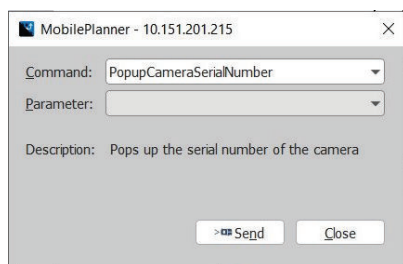 MobilePlanner - 10.151.201.215
Command: PopupCameraSerialNumber
Parameter:
Description: Pops up the serial number of the camera
Send Close